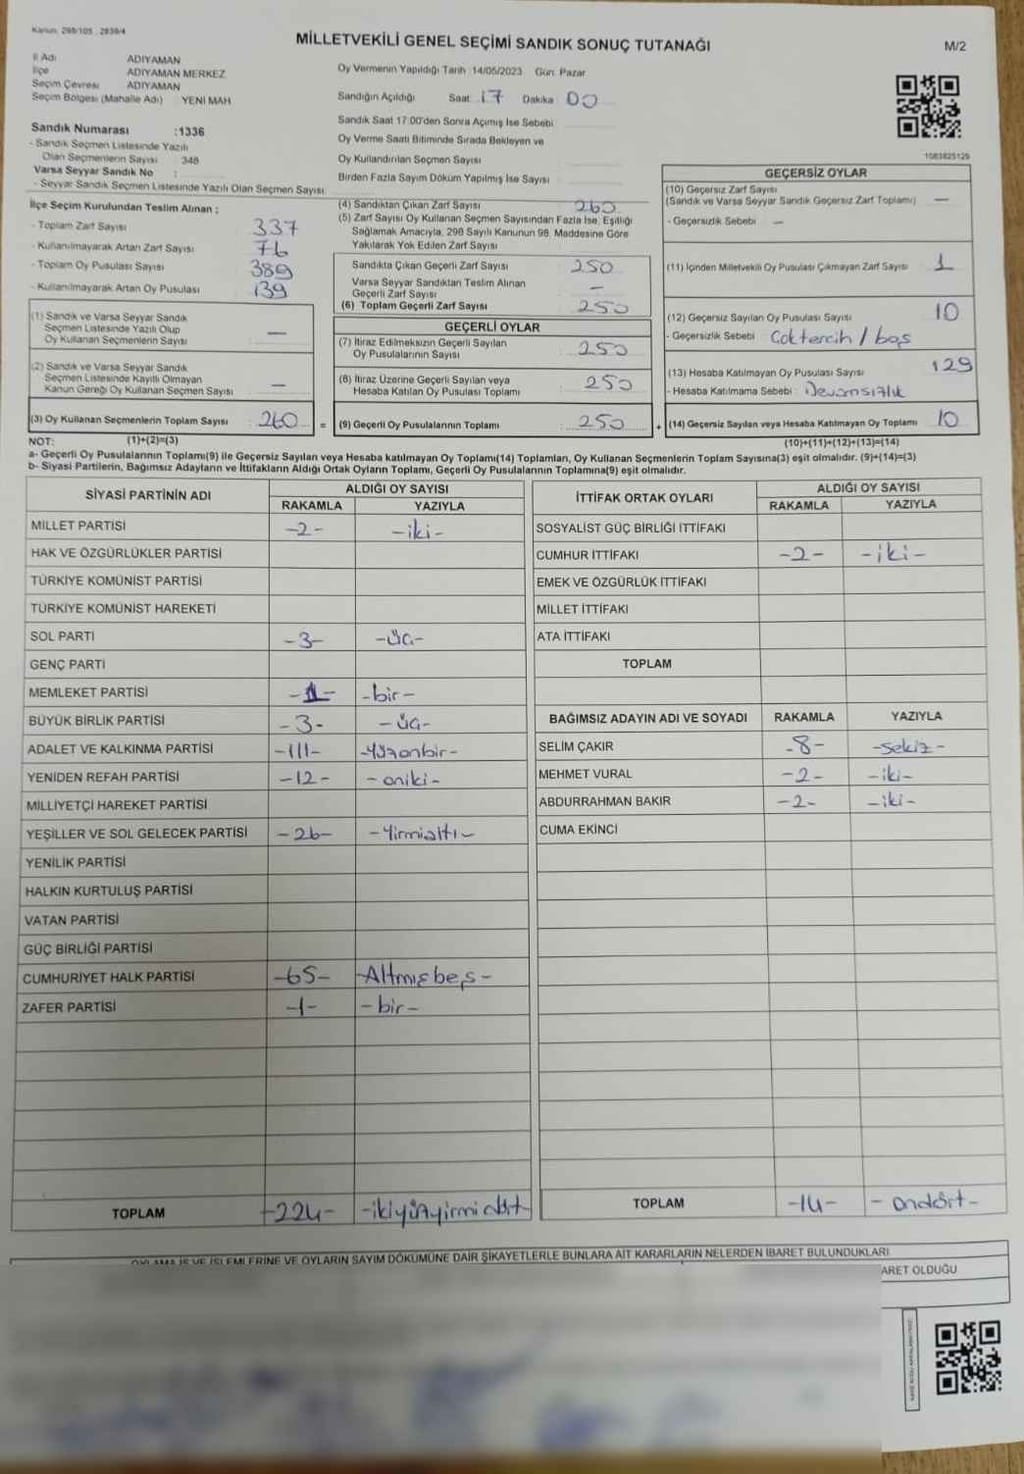 Kanun: 298/105 , 2839/4
MİLLETVEKİLİ GENEL SEÇİMİ SANDIK SONUÇ TUTANAĞI
M/2
İl Adı ADIYAMAN
İlçe ADIYAMAN MERKEZ
Seçim Çevresi ADIYAMAN
Seçim Bölgesi (Mahalle Adı) YENİ MAH
Sandık Numarası :1336
- Sandık Seçmen Listesinde Yazılı
Olan Seçmenlerin Sayısı 348
Varsa Seyyar Sandık No :
- Seyyar Sandık Seçmen Listesinde Yazılı Olan Seçmen Sayısı
Oy Vermenin Yapıldığı Tarih 14/05/2023 Gün: Pazar
Sandığın Açıldığı Saat 17 Dakika 00
Sandık Saat 17:00'den Sonra Açımış İse Sebebi
Oy Verme Saati Bitiminde Sırada Bekleyen ve
Oy Kullandırılan Seçmen Sayısı
Birden Fazla Sayım Döküm Yapılmış İse Sayısı
1083825129
İlçe Seçim Kurulundan Teslim Alınan ;
- Toplam Zarf Sayısı 337
- Kullanılmayarak Artan Zarf Sayısı 76
- Toplam Oy Pusulası Sayısı 389
- Kullanılmayarak Artan Oy Pusulası 139
(1) Sandık ve Varsa Seyyar Sandık
Seçmen Listesinde Yazılı Olup
Oy Kullanan Seçmenlerin Sayısı —
(2) Sandık ve Varsa Seyyar Sandık
Seçmen Listesinde Kayıtlı Olmayan
Kanun Gereği Oy Kullanan Seçmen Sayısı —
(3) Oy Kullanan Seçmenlerin Toplam Sayısı 260 =
(1)+(2)=(3)
(4) Sandıktan Çıkan Zarf Sayısı 260
(5) Zarf Sayısı Oy Kullanan Seçmen Sayısından Fazla İse, Eşitliği
Sağlamak Amacıyla, 298 Sayılı Kanunun 98. Maddesine Göre
Yakılarak Yok Edilen Zarf Sayısı
Sandıkta Çıkan Geçerli Zarf Sayısı 250
Varsa Seyyar Sandıktan Teslim Alınan
Geçerli Zarf Sayısı —
(6) Toplam Geçerli Zarf Sayısı 250
GEÇERLİ OYLAR
(7) İtiraz Edilmeksizin Geçerli Sayılan
Oy Pusulalarının Sayısı 250
(8) İtiraz Üzerine Geçerli Sayılan veya
Hesaba Katılan Oy Pusulası Toplamı 250
(9) Geçerli Oy Pusulalarının Toplamı : 250 +
GEÇERSİZ OYLAR
(10) Geçersiz Zarf Sayısı
(Sandık ve Varsa Seyyar Sandık Geçersiz Zarf Toplamı) —
- Geçersizlik Sebebi : —
(11) İçinden Milletvekili Oy Pusulası Çıkmayan Zarf Sayısı 1
(12) Geçersiz Sayılan Oy Pusulası Sayısı 10
- Geçersizlik Sebebi : Çoktercih / boş
(13) Hesaba Katılmayan Oy Pusulası Sayısı 129
- Hesaba Katılmama Sebebi : Devamsızlık
(14) Geçersiz Sayılan veya Hesaba Katılmayan Oy Toplamı 10
(10)+(11)+(12)+(13)=(14)
NOT:
a- Geçerli Oy Pusulalarının Toplamı(9) ile Geçersiz Sayılan veya Hesaba katılmayan Oy Toplamı(14) Toplamları, Oy Kullanan Seçmenlerin Toplam Sayısına(3) eşit olmalıdır. (9)+(14)=(3)
b- Siyasi Partilerin, Bağımsız Adayların ve İttifakların Aldığı Ortak Oyların Toplamı, Geçerli Oy Pusulalarının Toplamına(9) eşit olmalıdır.
SİYASİ PARTİNİN ADI ALDIĞI OY SAYISI
RAKAMLA YAZIYLA
MİLLET PARTİSİ -2- -iki-
HAK VE ÖZGÜRLÜKLER PARTİSİ
TÜRKİYE KOMÜNİST PARTİSİ
TÜRKİYE KOMÜNİST HAREKETİ
SOL PARTİ -3- -üç-
GENÇ PARTİ
MEMLEKET PARTİSİ -1- -bir-
BÜYÜK BİRLİK PARTİSİ -3- -üç-
ADALET VE KALKINMA PARTİSİ -111- -yüzonbir-
YENİDEN REFAH PARTİSİ -12- -oniki-
MİLLİYETÇİ HAREKET PARTİSİ
YEŞİLLER VE SOL GELECEK PARTİSİ -26- -Yirmialtı-
YENİLİK PARTİSİ
HALKIN KURTULUŞ PARTİSİ
VATAN PARTİSİ
GÜÇ BİRLİĞİ PARTİSİ
CUMHURİYET HALK PARTİSİ -65- -Altmışbeş-
ZAFER PARTİSİ -1- -bir-
TOPLAM -224- -ikiyüzyirmidört-
İTTİFAK ORTAK OYLARI ALDIĞI OY SAYISI
RAKAMLA YAZIYLA
SOSYALİST GÜÇ BİRLİĞİ İTTİFAKI
CUMHUR İTTİFAKI -2- -iki-
EMEK VE ÖZGÜRLÜK İTTİFAKI
MİLLET İTTİFAKI
ATA İTTİFAKI
TOPLAM
BAĞIMSIZ ADAYIN ADI VE SOYADI RAKAMLA YAZIYLA
SELİM ÇAKIR -8- -sekiz-
MEHMET VURAL -2- -iki-
ABDURRAHMAN BAKIR -2- -iki-
CUMA EKİNCİ
TOPLAM -14- -ondört-
OYLAMA İŞ VE İŞLEMLERİNE VE OYLARIN SAYIM DÖKÜMÜNE DAİR ŞİKAYETLERLE BUNLARA AİT KARARLARIN NELERDEN İBARET BULUNDUKLARI
ARET OLDUĞU